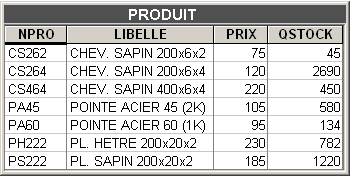 PRODUIT
NPRO LIBELLE PRIX QSTOCK
CS262 CHEV. SAPIN 200x6x2 75 45
CS264 CHEV. SAPIN 200x6x4 120 2690
CS464 CHEV. SAPIN 400x6x4 220 450
PA45 POINTE ACIER 45 (2K) 105 580
PA60 POINTE ACIER 60 (1K) 95 134
PH222 PL. HETRE 200x20x2 230 782
PS222 PL. SAPIN 200x20x2 185 1220